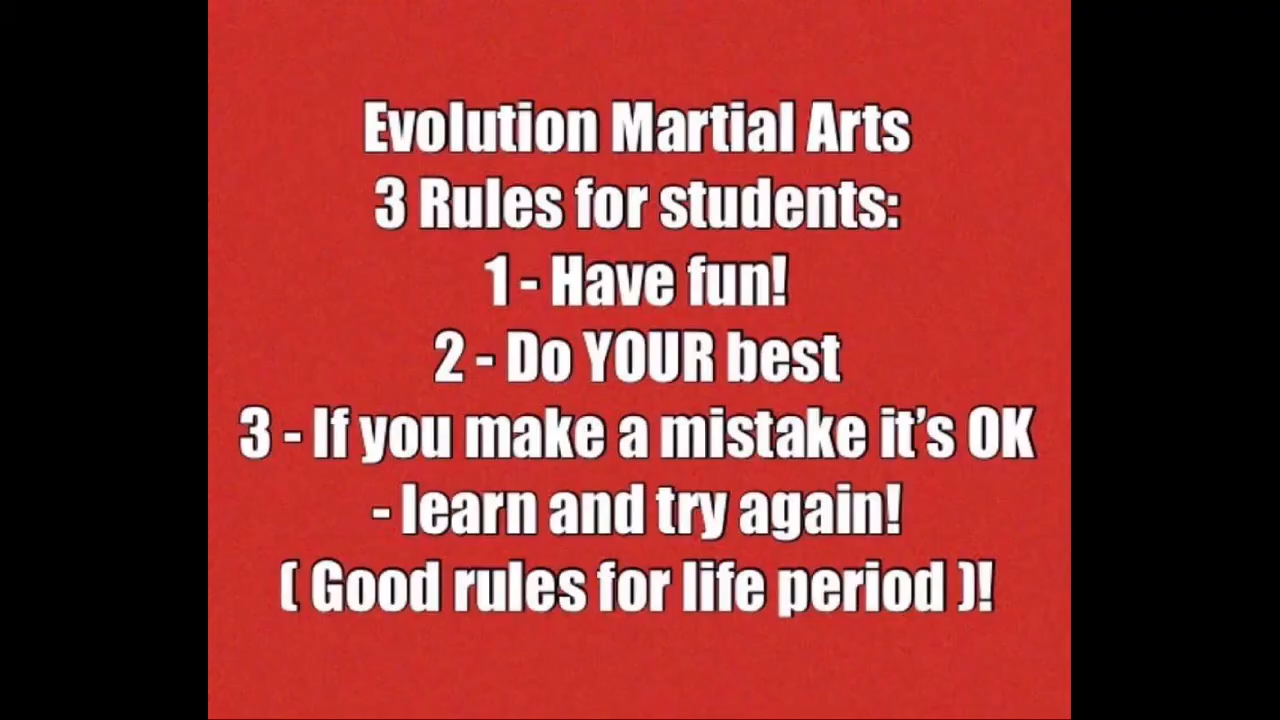 Evolution Martial Arts
3 Rules for students:
1 - Have fun!
2 - Do YOUR best
3 - If you make a mistake it’s OK
- learn and try again!
( Good rules for life period )!